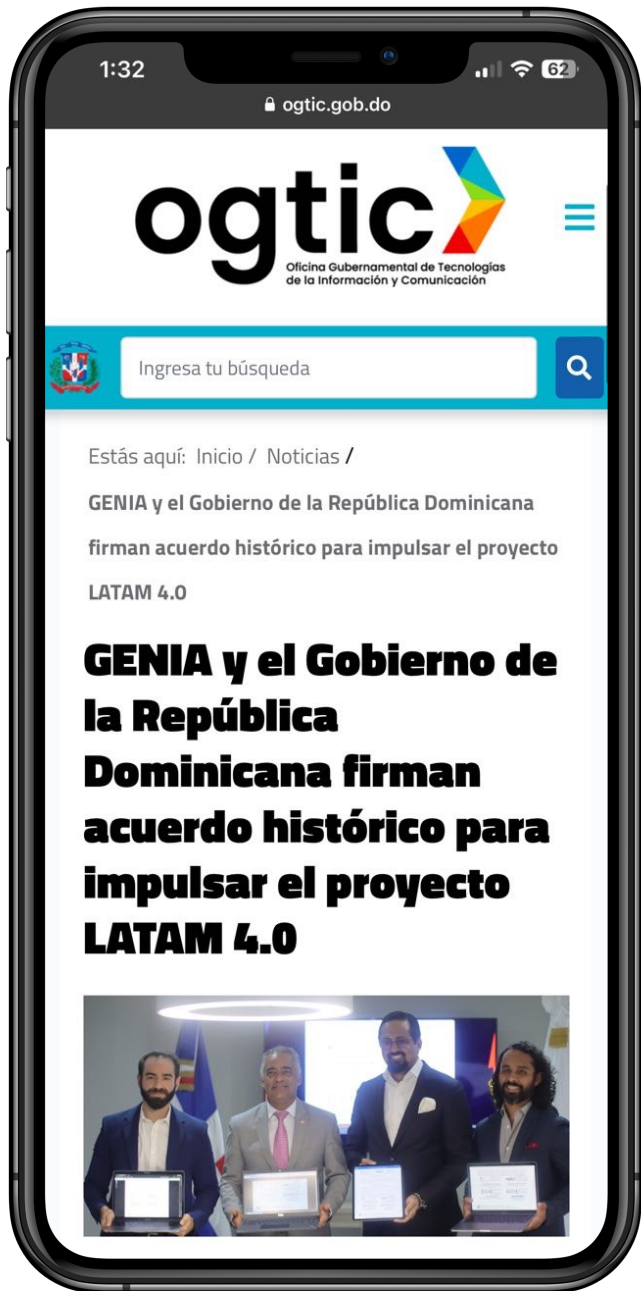 1:32
62
ogtic.gob.do
ogtic
Oficina Gubernamental de Tecnologías
de la Información y Comunicación
Ingresa tu búsqueda
Estás aquí: Inicio / Noticias /
GENIA y el Gobierno de la República Dominicana
firman acuerdo histórico para impulsar el proyecto
LATAM 4.0
GENIA y el Gobierno de
la República
Dominicana firman
acuerdo histórico para
impulsar el proyecto
LATAM 4.0